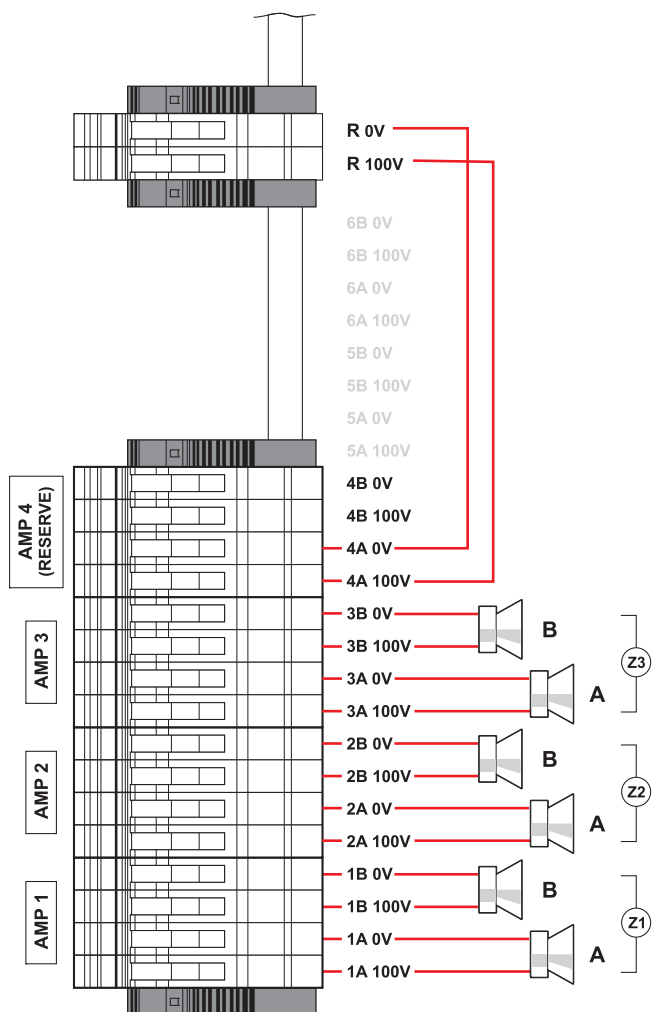 R 0V
R 100V
6B 0V
6B 100V
6A 0V
6A 100V
5B 0V
5B 100V
5A 0V
5A 100V
AMP 4
(RESERVE)
4B 0V
4B 100V
4A 0V
4A 100V
AMP 3
3B 0V
3B 100V
B
3A 0V
3A 100V
A
Z3
AMP 2
2B 0V
2B 100V
B
2A 0V
2A 100V
A
Z2
AMP 1
1B 0V
1B 100V
B
1A 0V
1A 100V
A
Z1